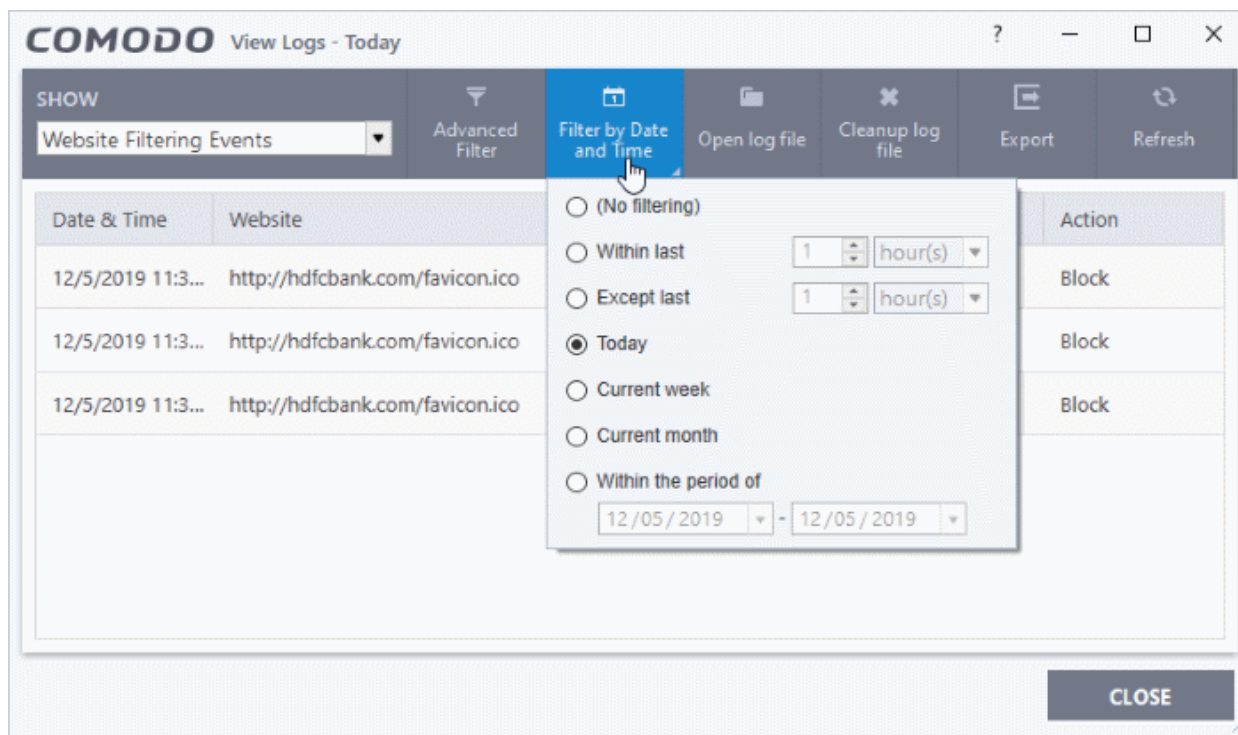 COMODO View Logs - Today
?
SHOW
Website Filtering Events
Advanced
Filter
Filter by Date
and Time
Open log file
Cleanup log
file
Export
Refresh
Date & Time Website Action
12/5/2019 11:3... http://hdfcbank.com/favicon.ico Block
12/5/2019 11:3... http://hdfcbank.com/favicon.ico Block
12/5/2019 11:3... http://hdfcbank.com/favicon.ico Block
(No filtering)
Within last 1 hour(s)
Except last 1 hour(s)
Today
Current week
Current month
Within the period of
12/05/2019 - 12/05/2019
CLOSE